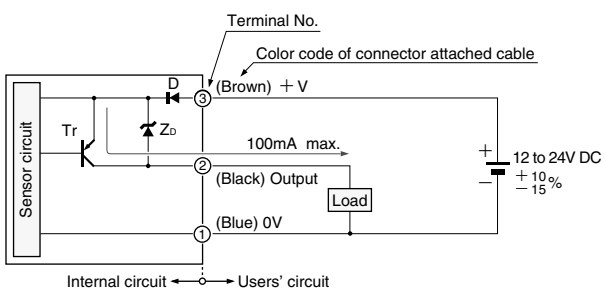 Terminal No.
Color code of connector attached cable
D
3
(Brown) +V
Sensor circuit
Tr
ZD
100mA max.
2
(Black) Output
Load
+
−
12 to 24V DC
+10
−15 %
1
(Blue) 0V
Internal circuit
Users' circuit